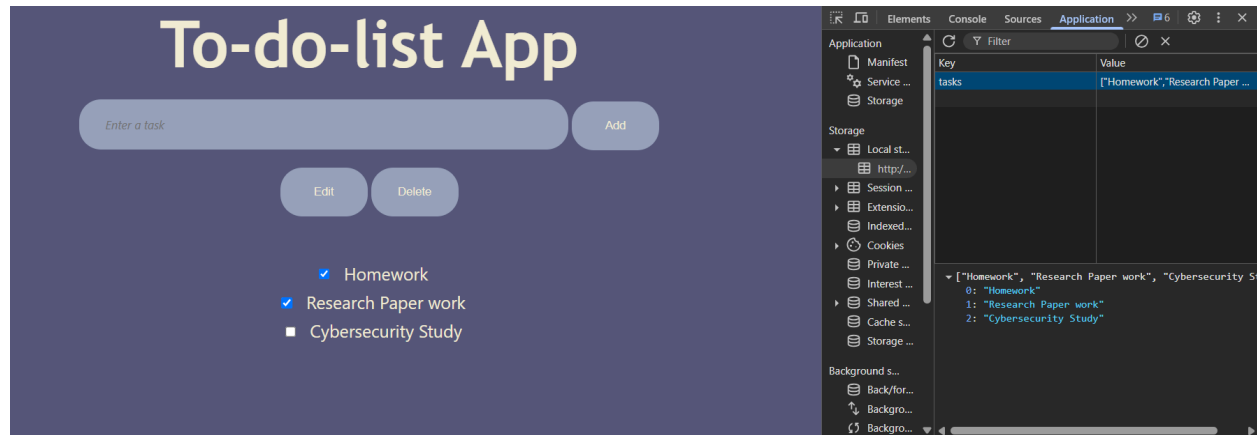 To-do-list App
Enter a task
Add
Edit
Delete
Homework
Research Paper work
Cybersecurity Study
Elements
Console
Sources
Application
6
Application
Manifest
Service ...
Storage
Storage
Local st...
http:/...
Session ...
Extensio...
Indexed...
Cookies
Private ...
Interest ...
Shared ...
Cache s...
Storage ...
Background s...
Back/for...
Backgro...
Backgro...
Filter
Key Value
tasks ["Homework","Research Paper ...
["Homework", "Research Paper work", "Cybersecurity St
0: "Homework"
1: "Research Paper work"
2: "Cybersecurity Study"